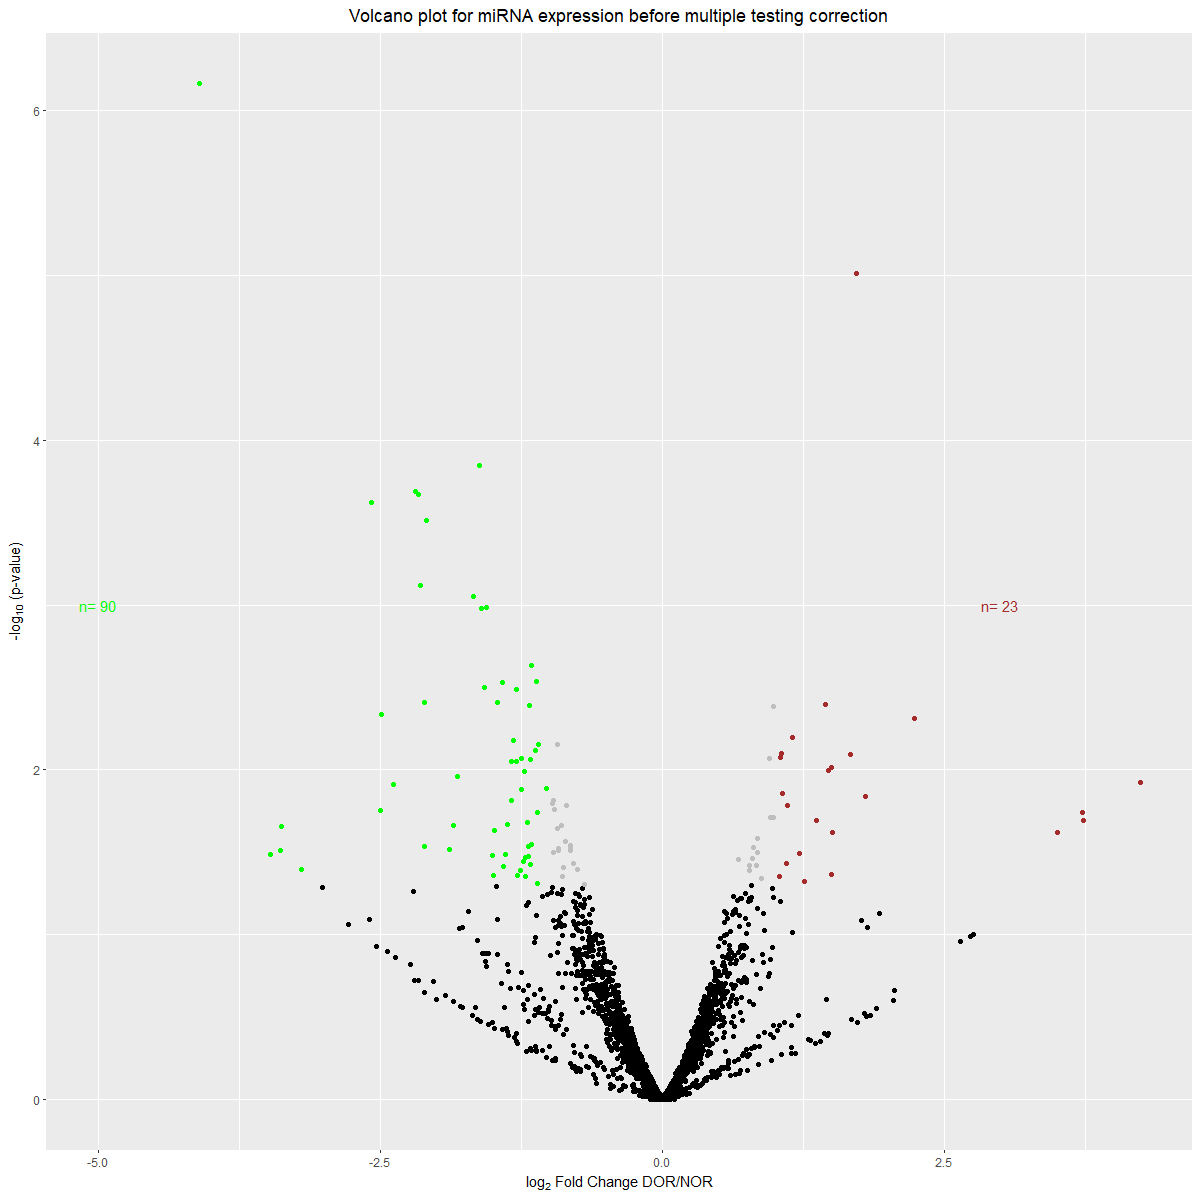 Volcano plot for miRNA expression before multiple testing correction
6
4
2
0
-log₁₀ (p-value)
n= 90
n= 23
-5.0
-2.5
0.0
2.5
log₂ Fold Change DOR/NOR